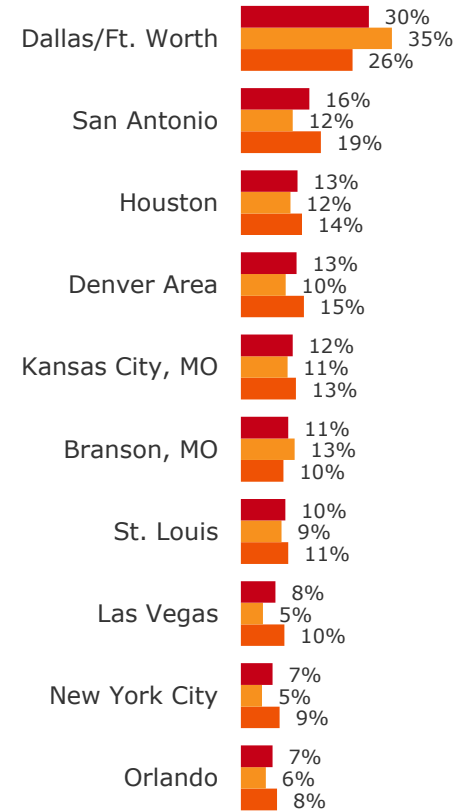 30%
Dallas/Ft. Worth 35%
26%
16%
San Antonio 12%
19%
13%
Houston 12%
14%
13%
Denver Area 10%
15%
12%
Kansas City, MO 11%
13%
11%
Branson, MO 13%
10%
10%
St. Louis 9%
11%
8%
Las Vegas 5%
10%
7%
New York City 5%
9%
7%
Orlando 6%
8%